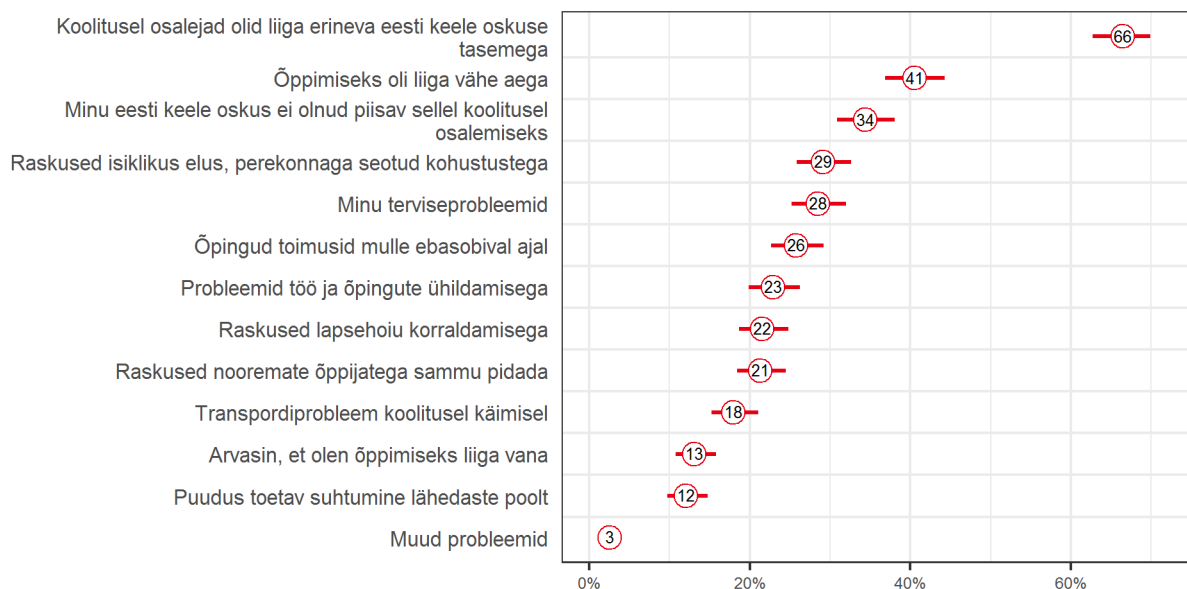 Koolitusel osalejad olid liiga erineva eesti keele oskuse
tasemega
66
Õppimiseks oli liiga vähe aega
41
Minu eesti keele oskus ei olnud piisav sellel koolitusel
osalemiseks
34
Raskused isiklikus elus, perekonnaga seotud kohustustega
29
Minu terviseprobleemid
28
Õpingud toimusid mulle ebasobival ajal
26
Probleemid töö ja õpingute ühildamisega
23
Raskused lapsehoiu korraldamisega
22
Raskused nooremate õppijatega sammu pidada
21
Transpordiprobleem koolitusel käimisel
18
Arvasin, et olen õppimiseks liiga vana
13
Puudus toetav suhtumine lähedaste poolt
12
Muud probleemid
3
0% 20% 40% 60%